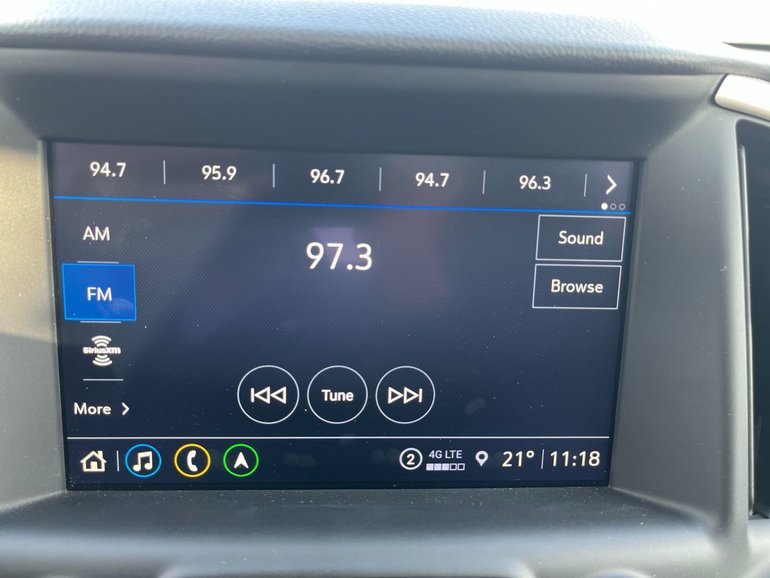 94.7 95.9 96.7 94.7 96.3
AM
97.3
Sound
FM
Browse
SiriusXM
Tune
More
2 4G LTE 21° 11:18